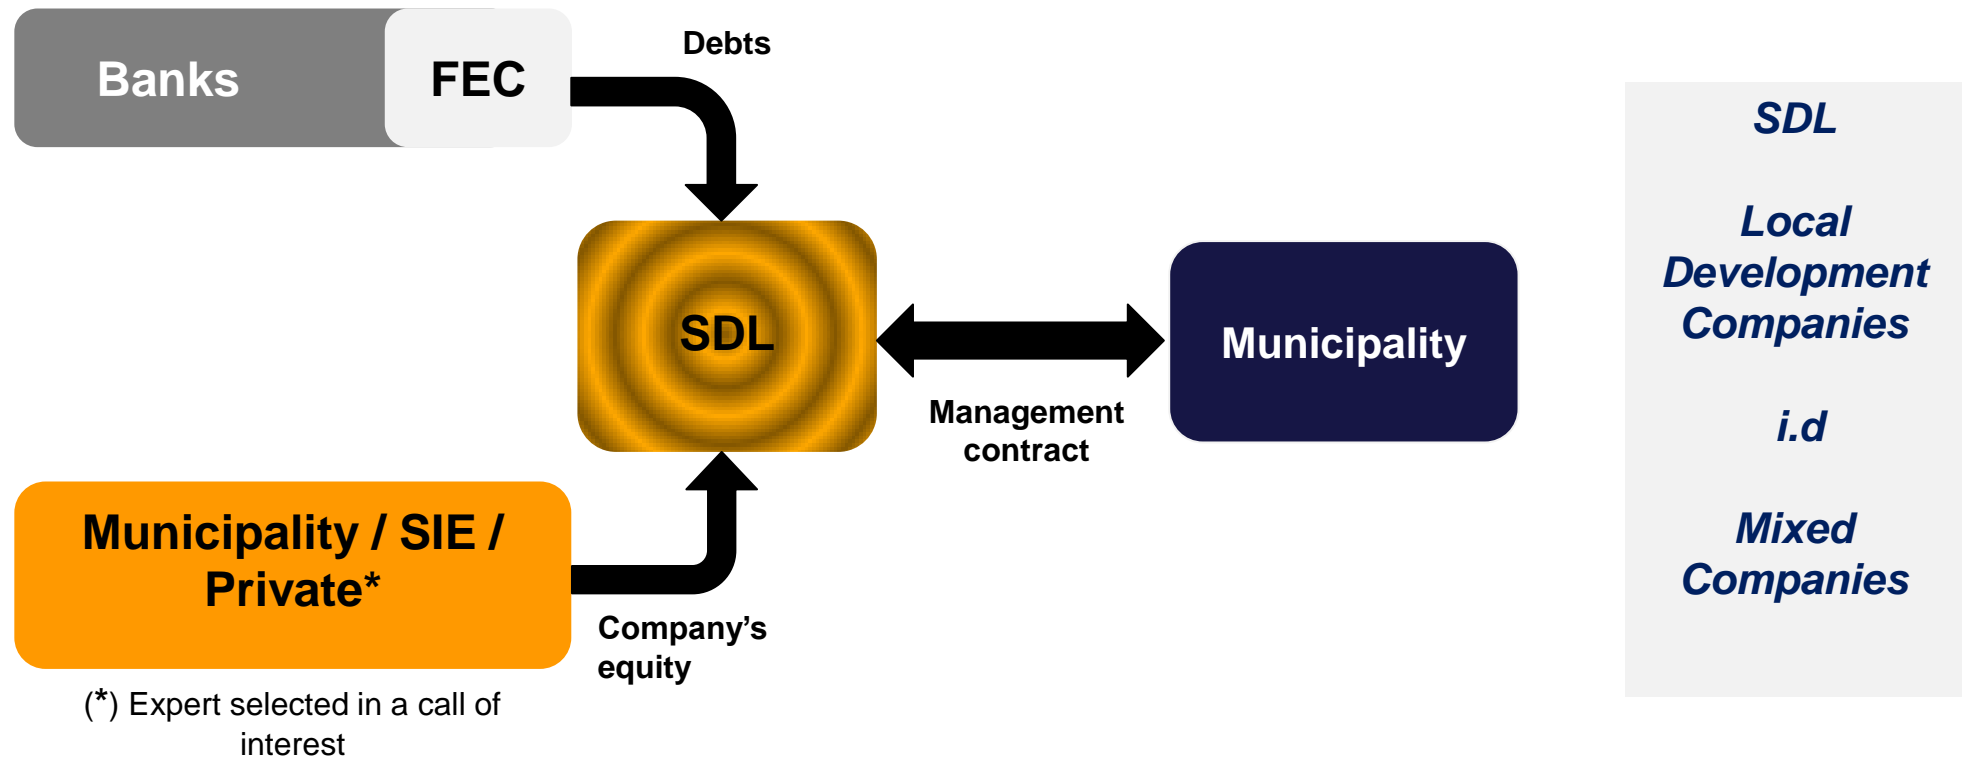 Banks
FEC
Debts
SDL
Management
contract
Municipality
Municipality / SIE /
Private*
Company’s
equity
(*) Expert selected in a call of
interest
SDL
Local
Development
Companies
i.d
Mixed
Companies